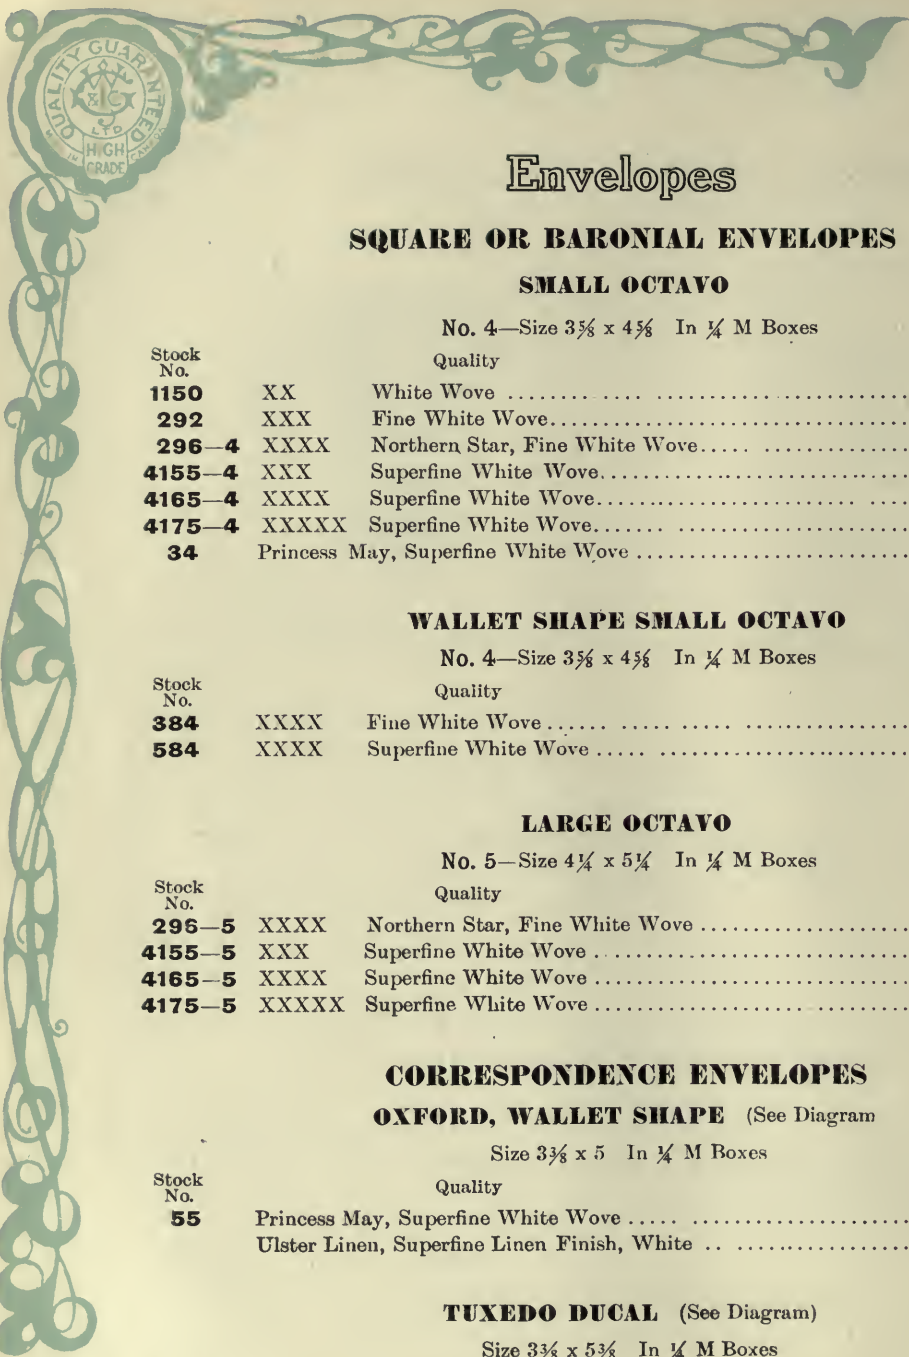 QUALITY GUARANTEED
W J G & Co
LTD
HIGH
GRADE
Envelopes
SQUARE OR BARONIAL ENVELOPES
SMALL OCTAVO
No. 4—Size 3⅝ x 4⅝ In ¼ M Boxes
Stock No. Quality
1150 XX White Wove
292 XXX Fine White Wove
296—4 XXXX Northern Star, Fine White Wove
4155—4 XXX Superfine White Wove
4165—4 XXXX Superfine White Wove
4175—4 XXXXX Superfine White Wove
34 Princess May, Superfine White Wove
WALLET SHAPE SMALL OCTAVO
No. 4—Size 3⅝ x 4⅝ In ¼ M Boxes
Stock No. Quality
384 XXXX Fine White Wove
584 XXXX Superfine White Wove
LARGE OCTAVO
No. 5—Size 4¼ x 5¼ In ¼ M Boxes
Stock No. Quality
296—5 XXXX Northern Star, Fine White Wove
4155—5 XXX Superfine White Wove
4165—5 XXXX Superfine White Wove
4175—5 XXXXX Superfine White Wove
CORRESPONDENCE ENVELOPES
OXFORD, WALLET SHAPE (See Diagram
Size 3⅜ x 5 In ¼ M Boxes
Stock No. Quality
55 Princess May, Superfine White Wove
Ulster Linen, Superfine Linen Finish, White
TUXEDO DUCAL (See Diagram)
Size 3¾ x 5⅜ In ¼ M Boxes